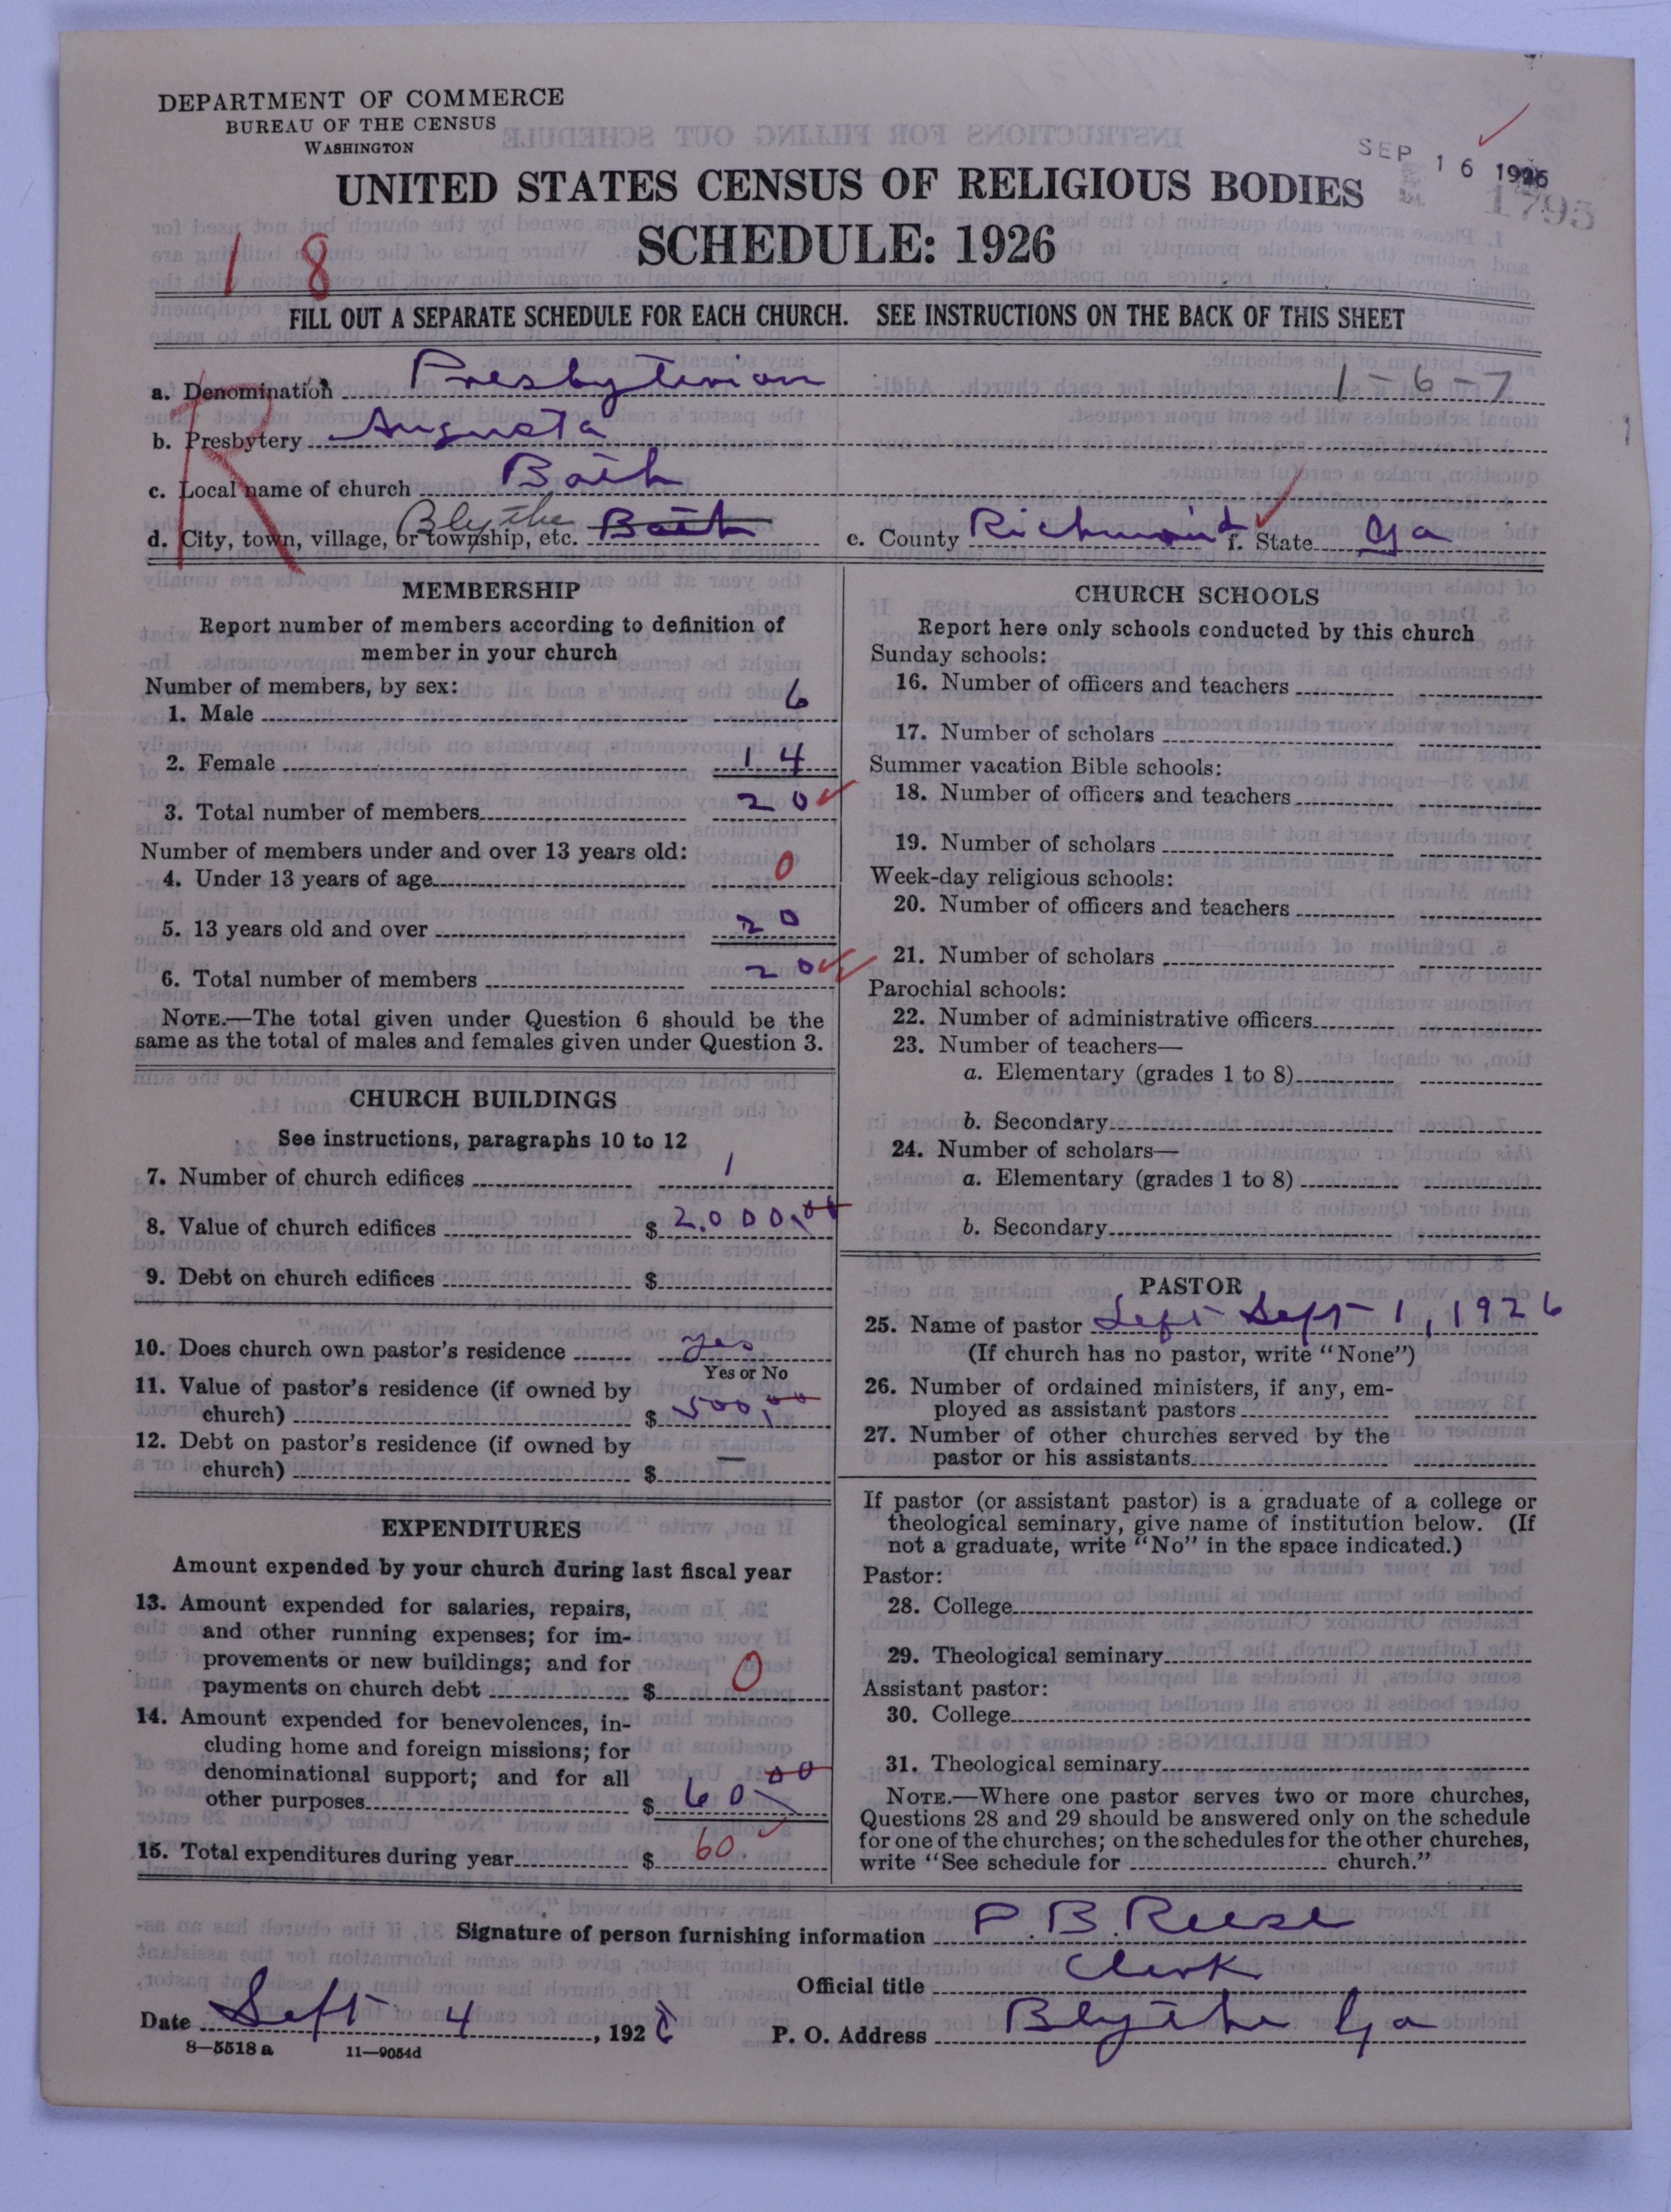 DEPARTMENT OF COMMERCE
BUREAU OF THE CENSUS
WASHINGTON
SEP 16 1926
1795
UNITED STATES CENSUS OF RELIGIOUS BODIES
SCHEDULE: 1926
18
FILL OUT A SEPARATE SCHEDULE FOR EACH CHURCH. SEE INSTRUCTIONS ON THE BACK OF THIS SHEET
R
a. Denomination Presbyterian 1-6-7
b. Presbytery Augusta
c. Local name of church Bath
d. City, town, village, or township, etc. Blythe Bath e. County Richmond f. State Ga
MEMBERSHIP
Report number of members according to definition of
member in your church
Number of members, by sex:
1. Male 6
2. Female 14
3. Total number of members 20
Number of members under and over 13 years old:
4. Under 13 years of age 0
5. 13 years old and over 20
6. Total number of members 20
NOTE.—The total given under Question 6 should be the
same as the total of males and females given under Question 3.
CHURCH BUILDINGS
See instructions, paragraphs 10 to 12
7. Number of church edifices 1
8. Value of church edifices $ 2,000,00
9. Debt on church edifices $
10. Does church own pastor's residence yes
Yes or No
11. Value of pastor's residence (if owned by
church) $ 500,00
12. Debt on pastor's residence (if owned by
church) $ —
EXPENDITURES
Amount expended by your church during last fiscal year
13. Amount expended for salaries, repairs,
and other running expenses; for im-
provements or new buildings; and for
payments on church debt $ 0
14. Amount expended for benevolences, in-
cluding home and foreign missions; for
denominational support; and for all
other purposes $ 60.00
15. Total expenditures during year $ 60.
CHURCH SCHOOLS
Report here only schools conducted by this church
Sunday schools:
16. Number of officers and teachers
17. Number of scholars
Summer vacation Bible schools:
18. Number of officers and teachers
19. Number of scholars
Week-day religious schools:
20. Number of officers and teachers
21. Number of scholars
Parochial schools:
22. Number of administrative officers
23. Number of teachers—
a. Elementary (grades 1 to 8)
b. Secondary
24. Number of scholars—
a. Elementary (grades 1 to 8)
b. Secondary
PASTOR
25. Name of pastor Left Sept 1, 1926
(If church has no pastor, write "None")
26. Number of ordained ministers, if any, em-
ployed as assistant pastors
27. Number of other churches served by the
pastor or his assistants
If pastor (or assistant pastor) is a graduate of a college or
theological seminary, give name of institution below. (If
not a graduate, write "No" in the space indicated.)
Pastor:
28. College
29. Theological seminary
Assistant pastor:
30. College
31. Theological seminary
NOTE.—Where one pastor serves two or more churches,
Questions 28 and 29 should be answered only on the schedule
for one of the churches; on the schedules for the other churches,
write "See schedule for church."
Signature of person furnishing information P. B. Reese
Official title Clerk
Date Sept 4, 1926
P. O. Address Blythe Ga
8—5518 a 11—9054d